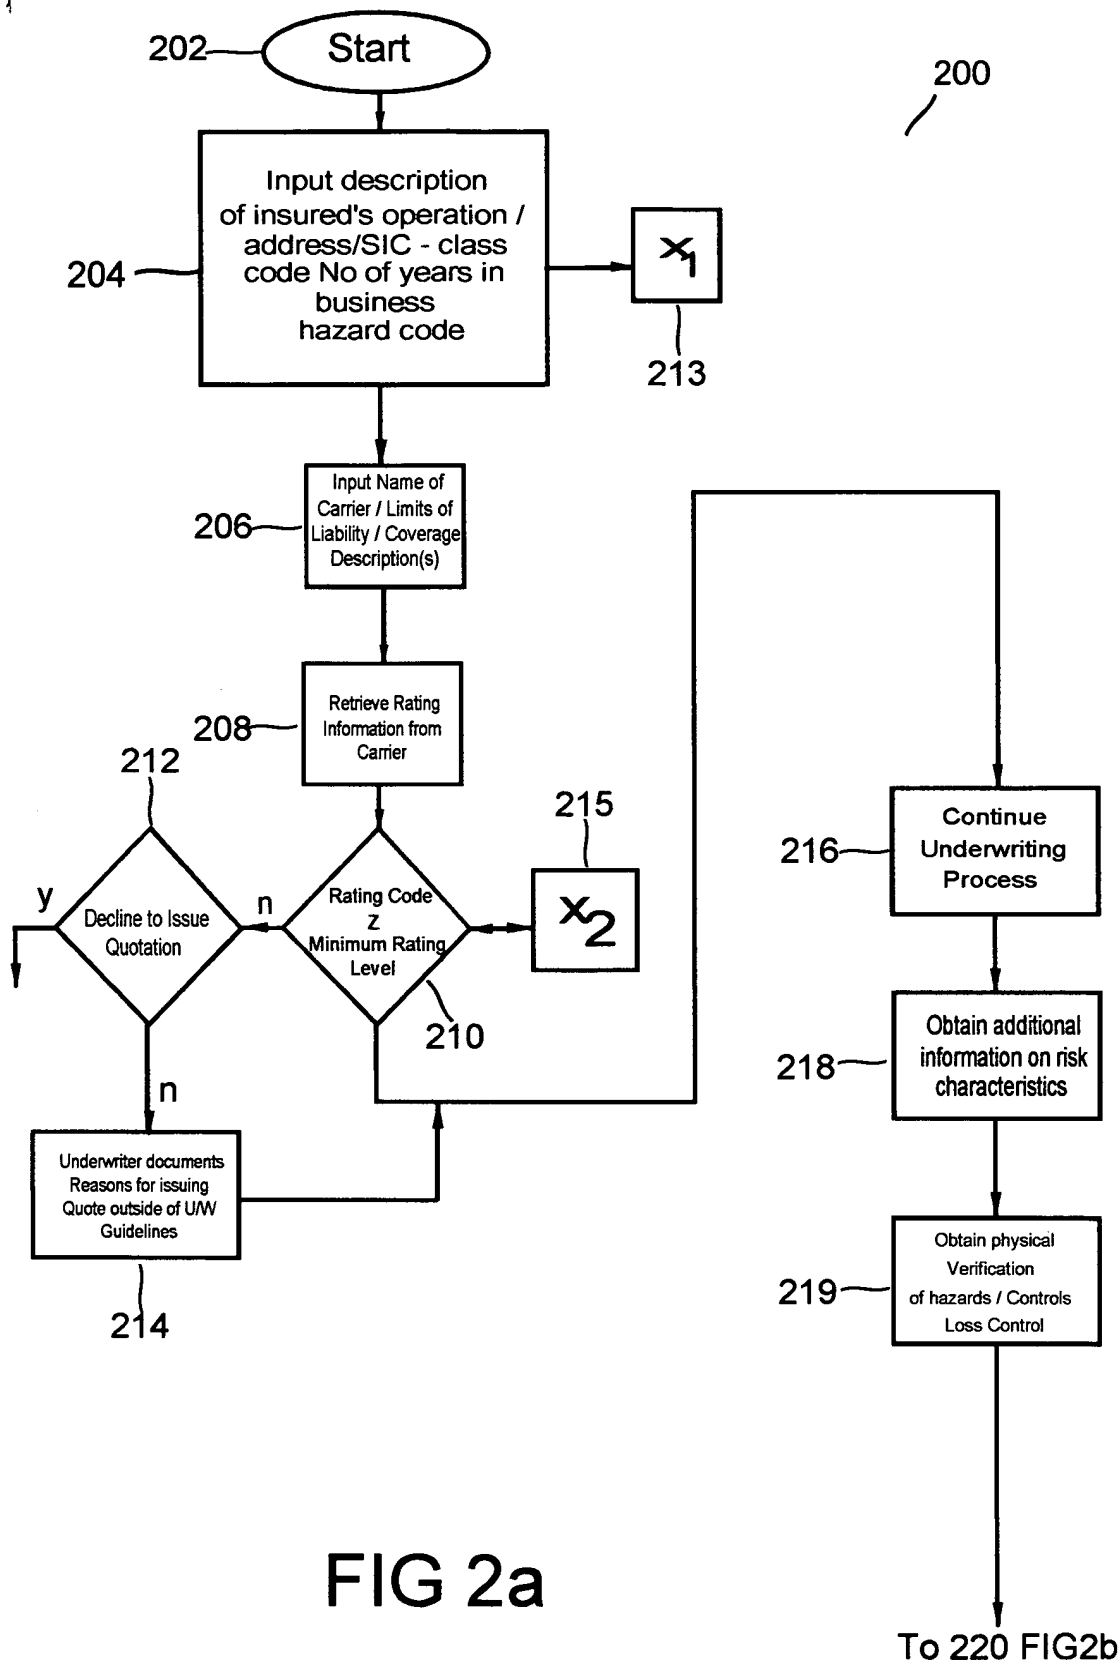 202
Start
200
204
Input description
of insured's operation /
address/SIC - class
code No of years in
business
hazard code
X1
213
206
Input Name of
Carrier / Limits of
Liability / Coverage
Description(s)
208
Retrieve Rating
Information from
Carrier
212
y
Decline to Issue
Quotation
n
Rating Code
Z
Minimum Rating
Level
210
215
X2
n
214
Underwriter documents
Reasons for issuing
Quote outside of U/W
Guidelines
216
Continue
Underwriting
Process
218
Obtain additional
information on risk
characteristics
219
Obtain physical
Verification
of hazards / Controls
Loss Control
To 220 FIG2b
FIG 2a